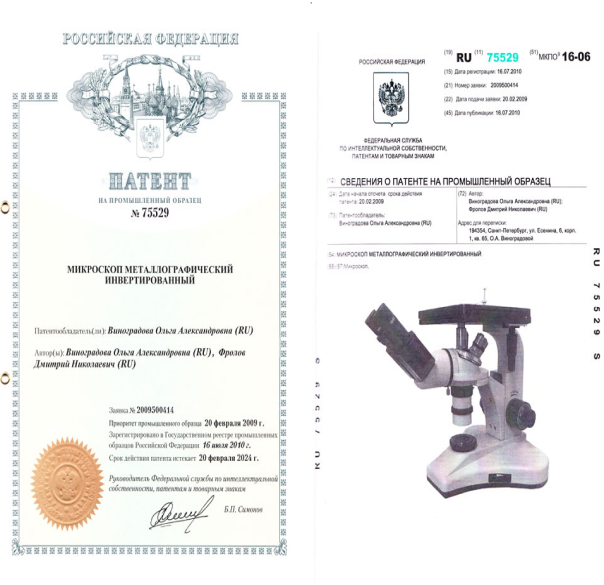 РОССИЙСКАЯ ФЕДЕРАЦИЯ
ПАТЕНТ
НА ПРОМЫШЛЕННЫЙ ОБРАЗЕЦ
№ 75529
МИКРОСКОП МЕТАЛЛОГРАФИЧЕСКИЙ
ИНВЕРТИРОВАННЫЙ
Патентообладатель(ли): Виноградова Ольга Александровна (RU)
Автор(ы): Виноградова Ольга Александровна (RU), Фролов
Дмитрий Николаевич (RU)
Заявка № 2009500414
Приоритет промышленного образца 20 февраля 2009 г.
Зарегистрировано в Государственном реестре промышленных
образцов Российской Федерации 16 июля 2010 г.
Срок действия патента истекает 20 февраля 2024 г.
Руководитель Федеральной службы по интеллектуальной
собственности, патентам и товарным знакам
Б.П. Симонов
РОССИЙСКАЯ ФЕДЕРАЦИЯ
ФЕДЕРАЛЬНАЯ СЛУЖБА
ПО ИНТЕЛЛЕКТУАЛЬНОЙ СОБСТВЕННОСТИ,
ПАТЕНТАМ И ТОВАРНЫМ ЗНАКАМ
(19) RU (11) 75529 (51) МКПО9 16-06
(15) Дата регистрации: 16.07.2010
(21) Номер заявки: 2009500414
(22) Дата подачи заявки: 20.02.2009
(45) Дата публикации: 16.07.2010
(12) СВЕДЕНИЯ О ПАТЕНТЕ НА ПРОМЫШЛЕННЫЙ ОБРАЗЕЦ
(24) Дата начала отсчета срока действия
патента: 20.02.2009
(73) Патентообладатель:
Виноградова Ольга Александровна (RU)
(72) Автор:
Виноградова Ольга Александровна (RU);
Фролов Дмитрий Николаевич (RU)
Адрес для переписки:
194354, Санкт-Петербург, ул. Есенина, 6, корп.
1, кв. 65, О.А. Виноградовой
(54) МИКРОСКОП МЕТАЛЛОГРАФИЧЕСКИЙ ИНВЕРТИРОВАННЫЙ
(55) (57) Микроскоп,
RU 75529 S